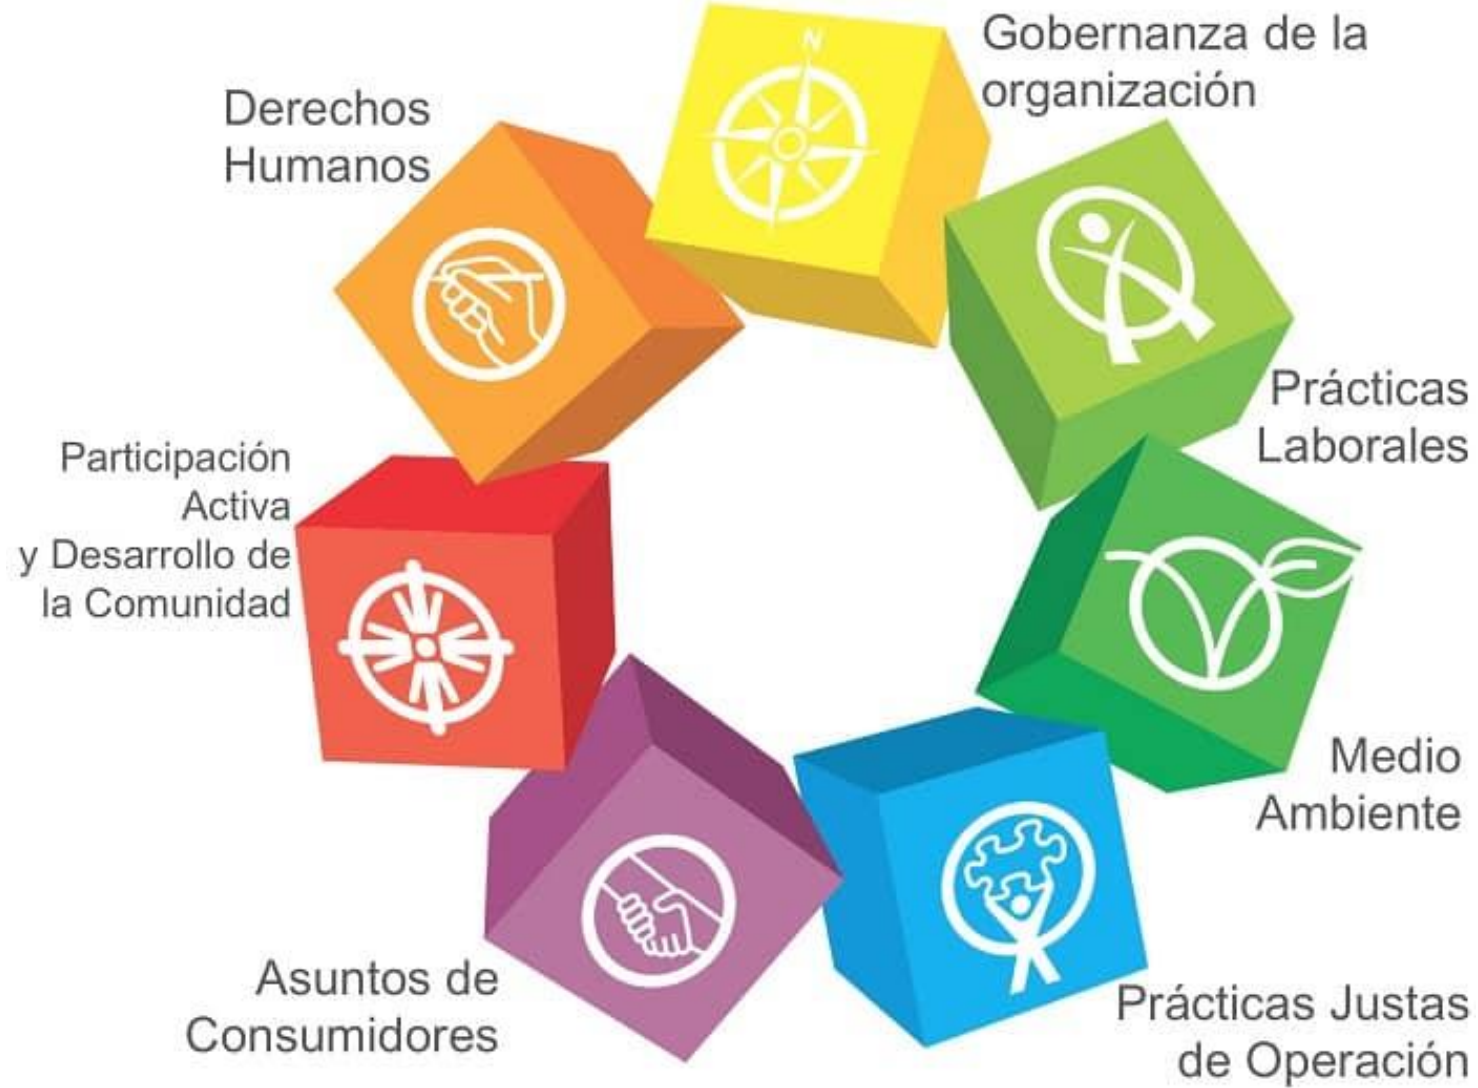 Gobernanza de la
organización
N
Derechos
Humanos
Prácticas
Laborales
Participación
Activa
y Desarrollo de
la Comunidad
Medio
Ambiente
Asuntos de
Consumidores
Prácticas Justas
de Operación